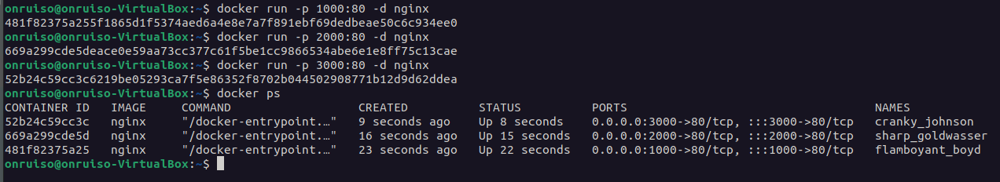 onruiso@onruiso-VirtualBox:~$ docker run -p 1000:80 -d nginx
481f82375a255f1865d1f5374aed6a4e8e7a7f891ebf69dedbeae50c6c934ee0
onruiso@onruiso-VirtualBox:~$ docker run -p 2000:80 -d nginx
669a299cde5deace0e59aa73cc377c61f5be1cc9866534abe6e1e8ff75c13cae
onruiso@onruiso-VirtualBox:~$ docker run -p 3000:80 -d nginx
52b24c59cc3c6219be05293ca7f5e86352f8702b044502908771b12d9d62ddea
onruiso@onruiso-VirtualBox:~$ docker ps
CONTAINER ID   IMAGE     COMMAND                  CREATED          STATUS          PORTS                                   NAMES
52b24c59cc3c   nginx     "/docker-entrypoint.…"   9 seconds ago    Up 8 seconds    0.0.0.0:3000->80/tcp, :::3000->80/tcp   cranky_johnson
669a299cde5d   nginx     "/docker-entrypoint.…"   16 seconds ago   Up 15 seconds   0.0.0.0:2000->80/tcp, :::2000->80/tcp   sharp_goldwasser
481f82375a25   nginx     "/docker-entrypoint.…"   23 seconds ago   Up 22 seconds   0.0.0.0:1000->80/tcp, :::1000->80/tcp   flamboyant_boyd
onruiso@onruiso-VirtualBox:~$